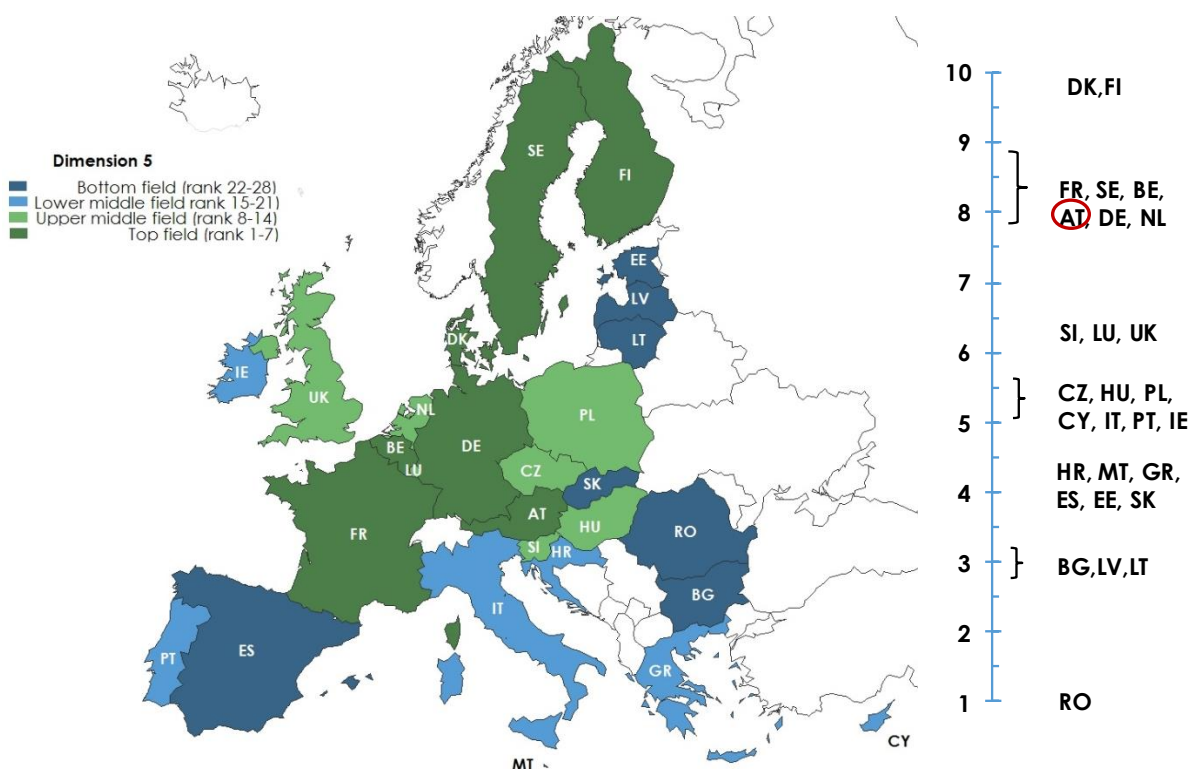 Dimension 5
Bottom field (rank 22-28)
Lower middle field rank 15-21)
Upper middle field (rank 8-14)
Top field (rank 1-7)
SE
FI
EE
LV
LT
DK
IE
UK
NL
PL
BE
DE
LU
CZ
SK
AT
HU
FR
SI
HR
RO
BG
IT
ES
PT
GR
CY
MT
10
DK,FI
9
FR, SE, BE,
8
AT, DE, NL
7
SI, LU, UK
6
CZ, HU, PL,
5
CY, IT, PT, IE
HR, MT, GR,
4
ES, EE, SK
3
BG,LV,LT
2
1
RO